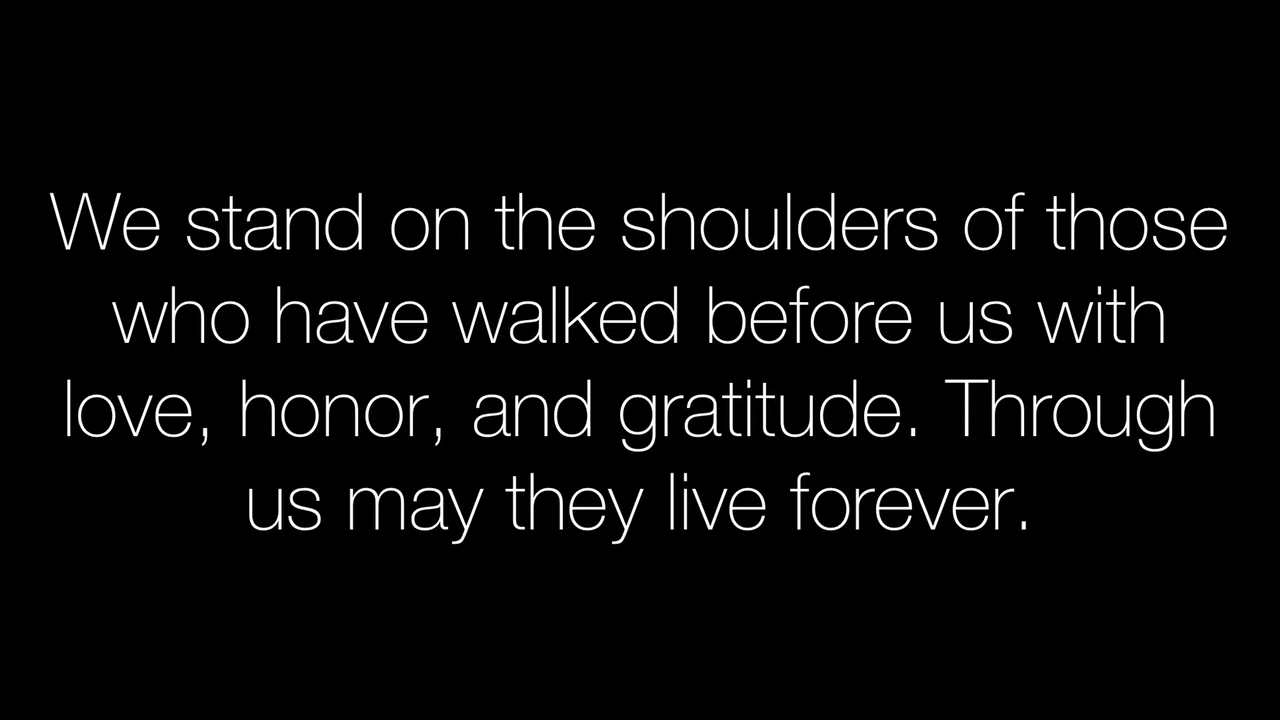 We stand on the shoulders of those
who have walked before us with
love, honor, and gratitude. Through
us may they live forever.